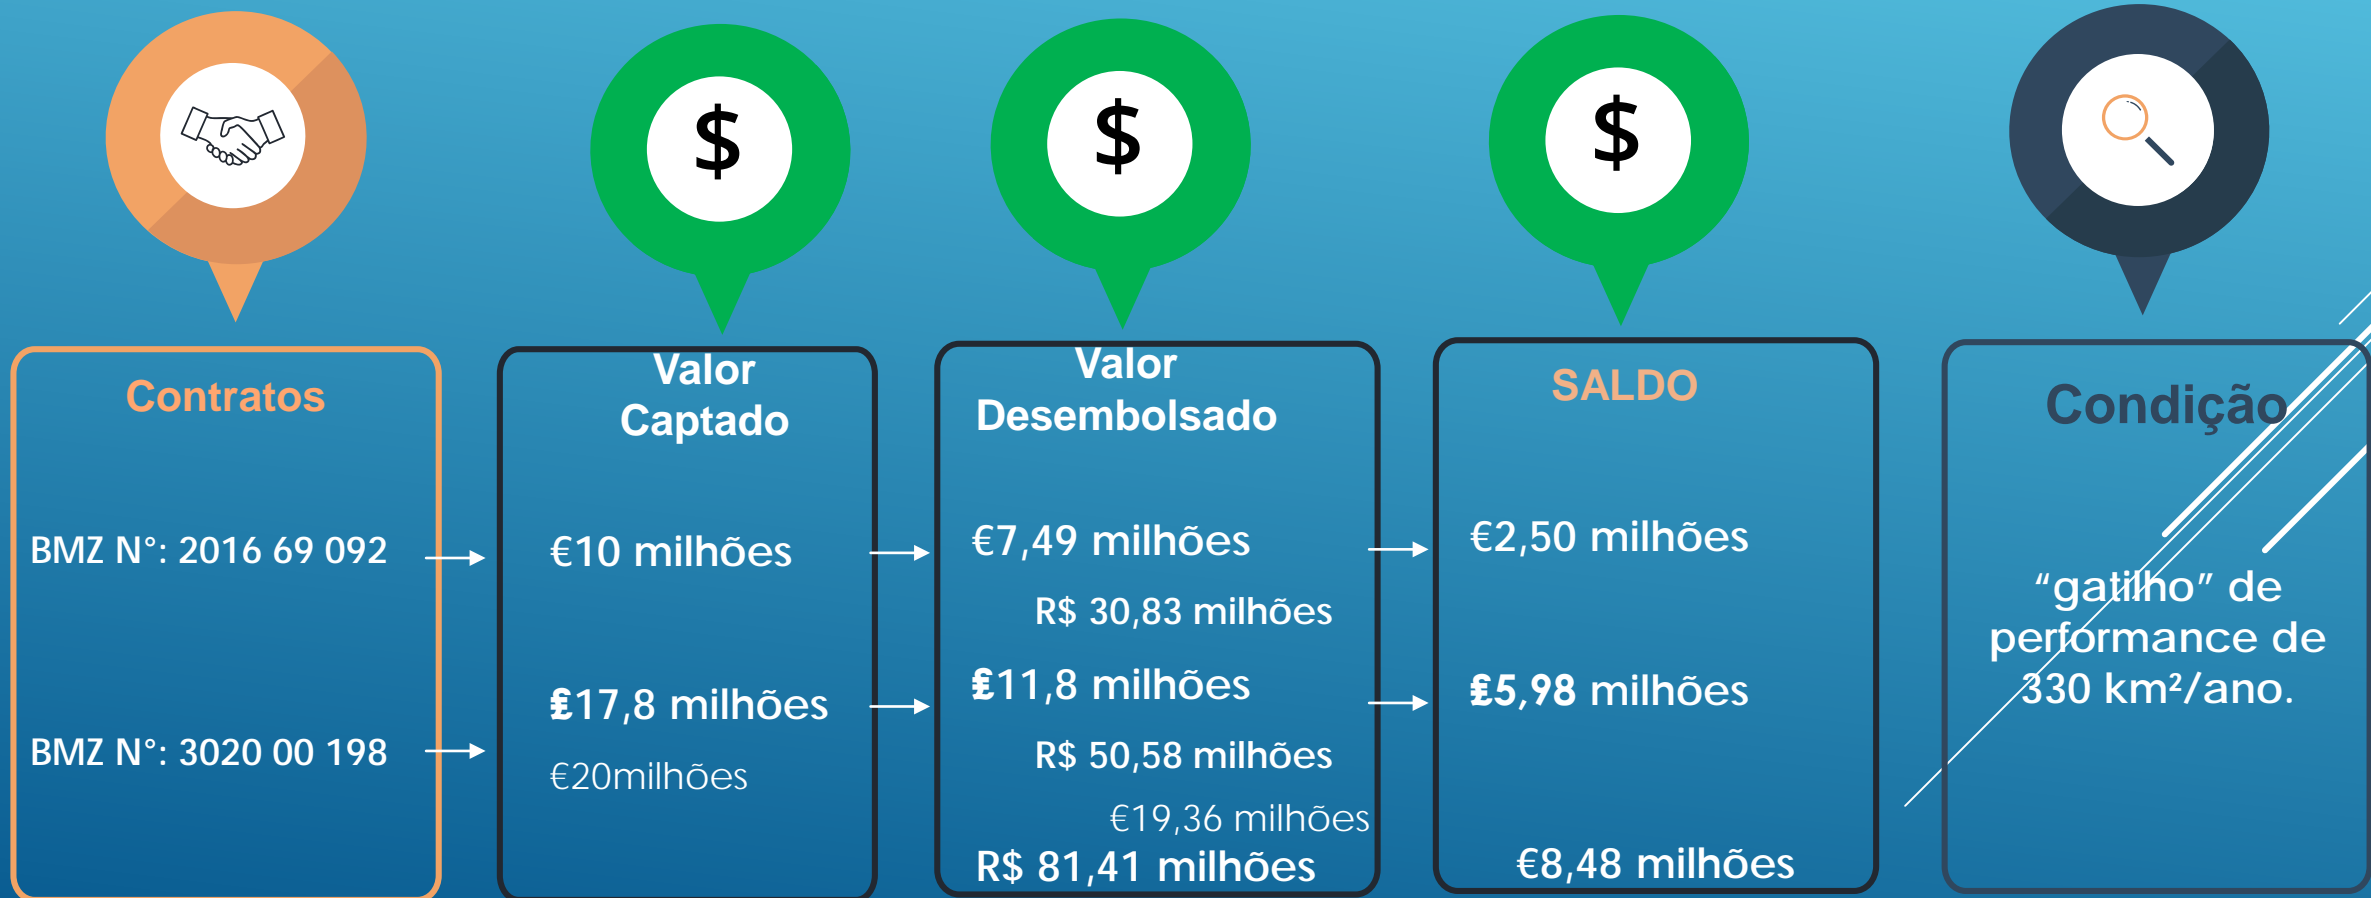 $
$
$
Contratos
BMZ N°: 2016 69 092
BMZ N°: 3020 00 198
Valor
Captado
€10 milhões
₤17,8 milhões
€20milhões
Valor
Desembolsado
€7,49 milhões
R$ 30,83 milhões
₤11,8 milhões
R$ 50,58 milhões
€19,36 milhões
R$ 81,41 milhões
SALDO
€2,50 milhões
₤5,98 milhões
€8,48 milhões
Condição
“gatilho” de
performance de
330 km²/ano.